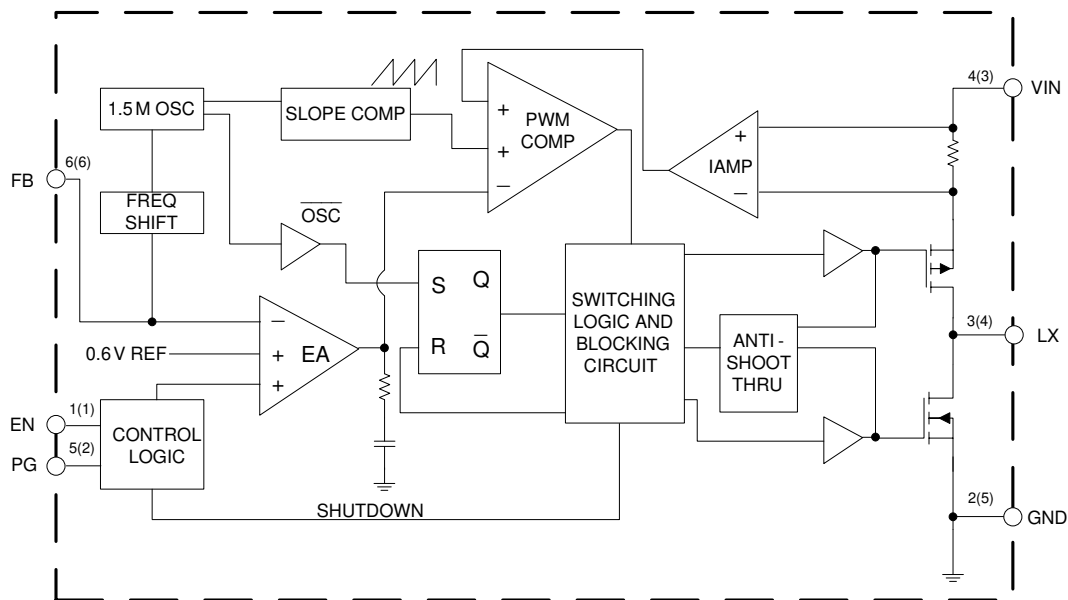 4(3)
VIN
1.5M OSC
SLOPE COMP
+
PWM
COMP
+
−
+
IAMP
−
6(6)
FB
FREQ
SHIFT
OSC
S Q
R Q
SWITCHING
LOGIC AND
BLOCKING
CIRCUIT
3(4)
LX
−
0.6V REF
+
EA
+
ANTI-
SHOOT
THRU
1(1)
EN
CONTROL
LOGIC
5(2)
PG
SHUTDOWN
2(5)
GND